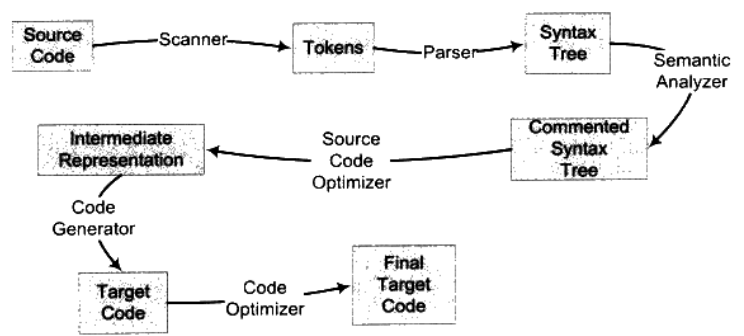 Source
Code
Scanner
Tokens
Parser
Syntax
Tree
Semantic
Analyzer
Commented
Syntax
Tree
Source
Code
Optimizer
Intermediate
Representation
Code
Generator
Target
Code
Code
Optimizer
Final
Target
Code